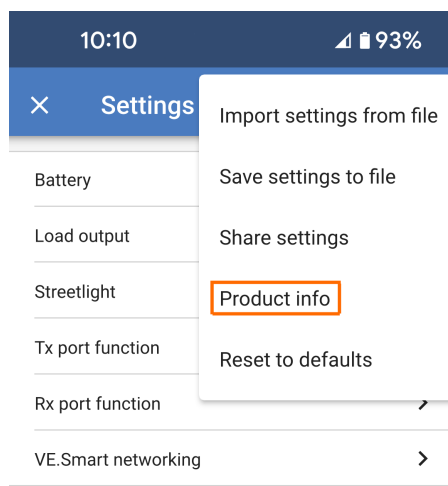 10:10
93%
Settings
Import settings from file
Save settings to file
Share settings
Product info
Reset to defaults
Battery
Load output
Streetlight
Tx port function
Rx port function
VE.Smart networking